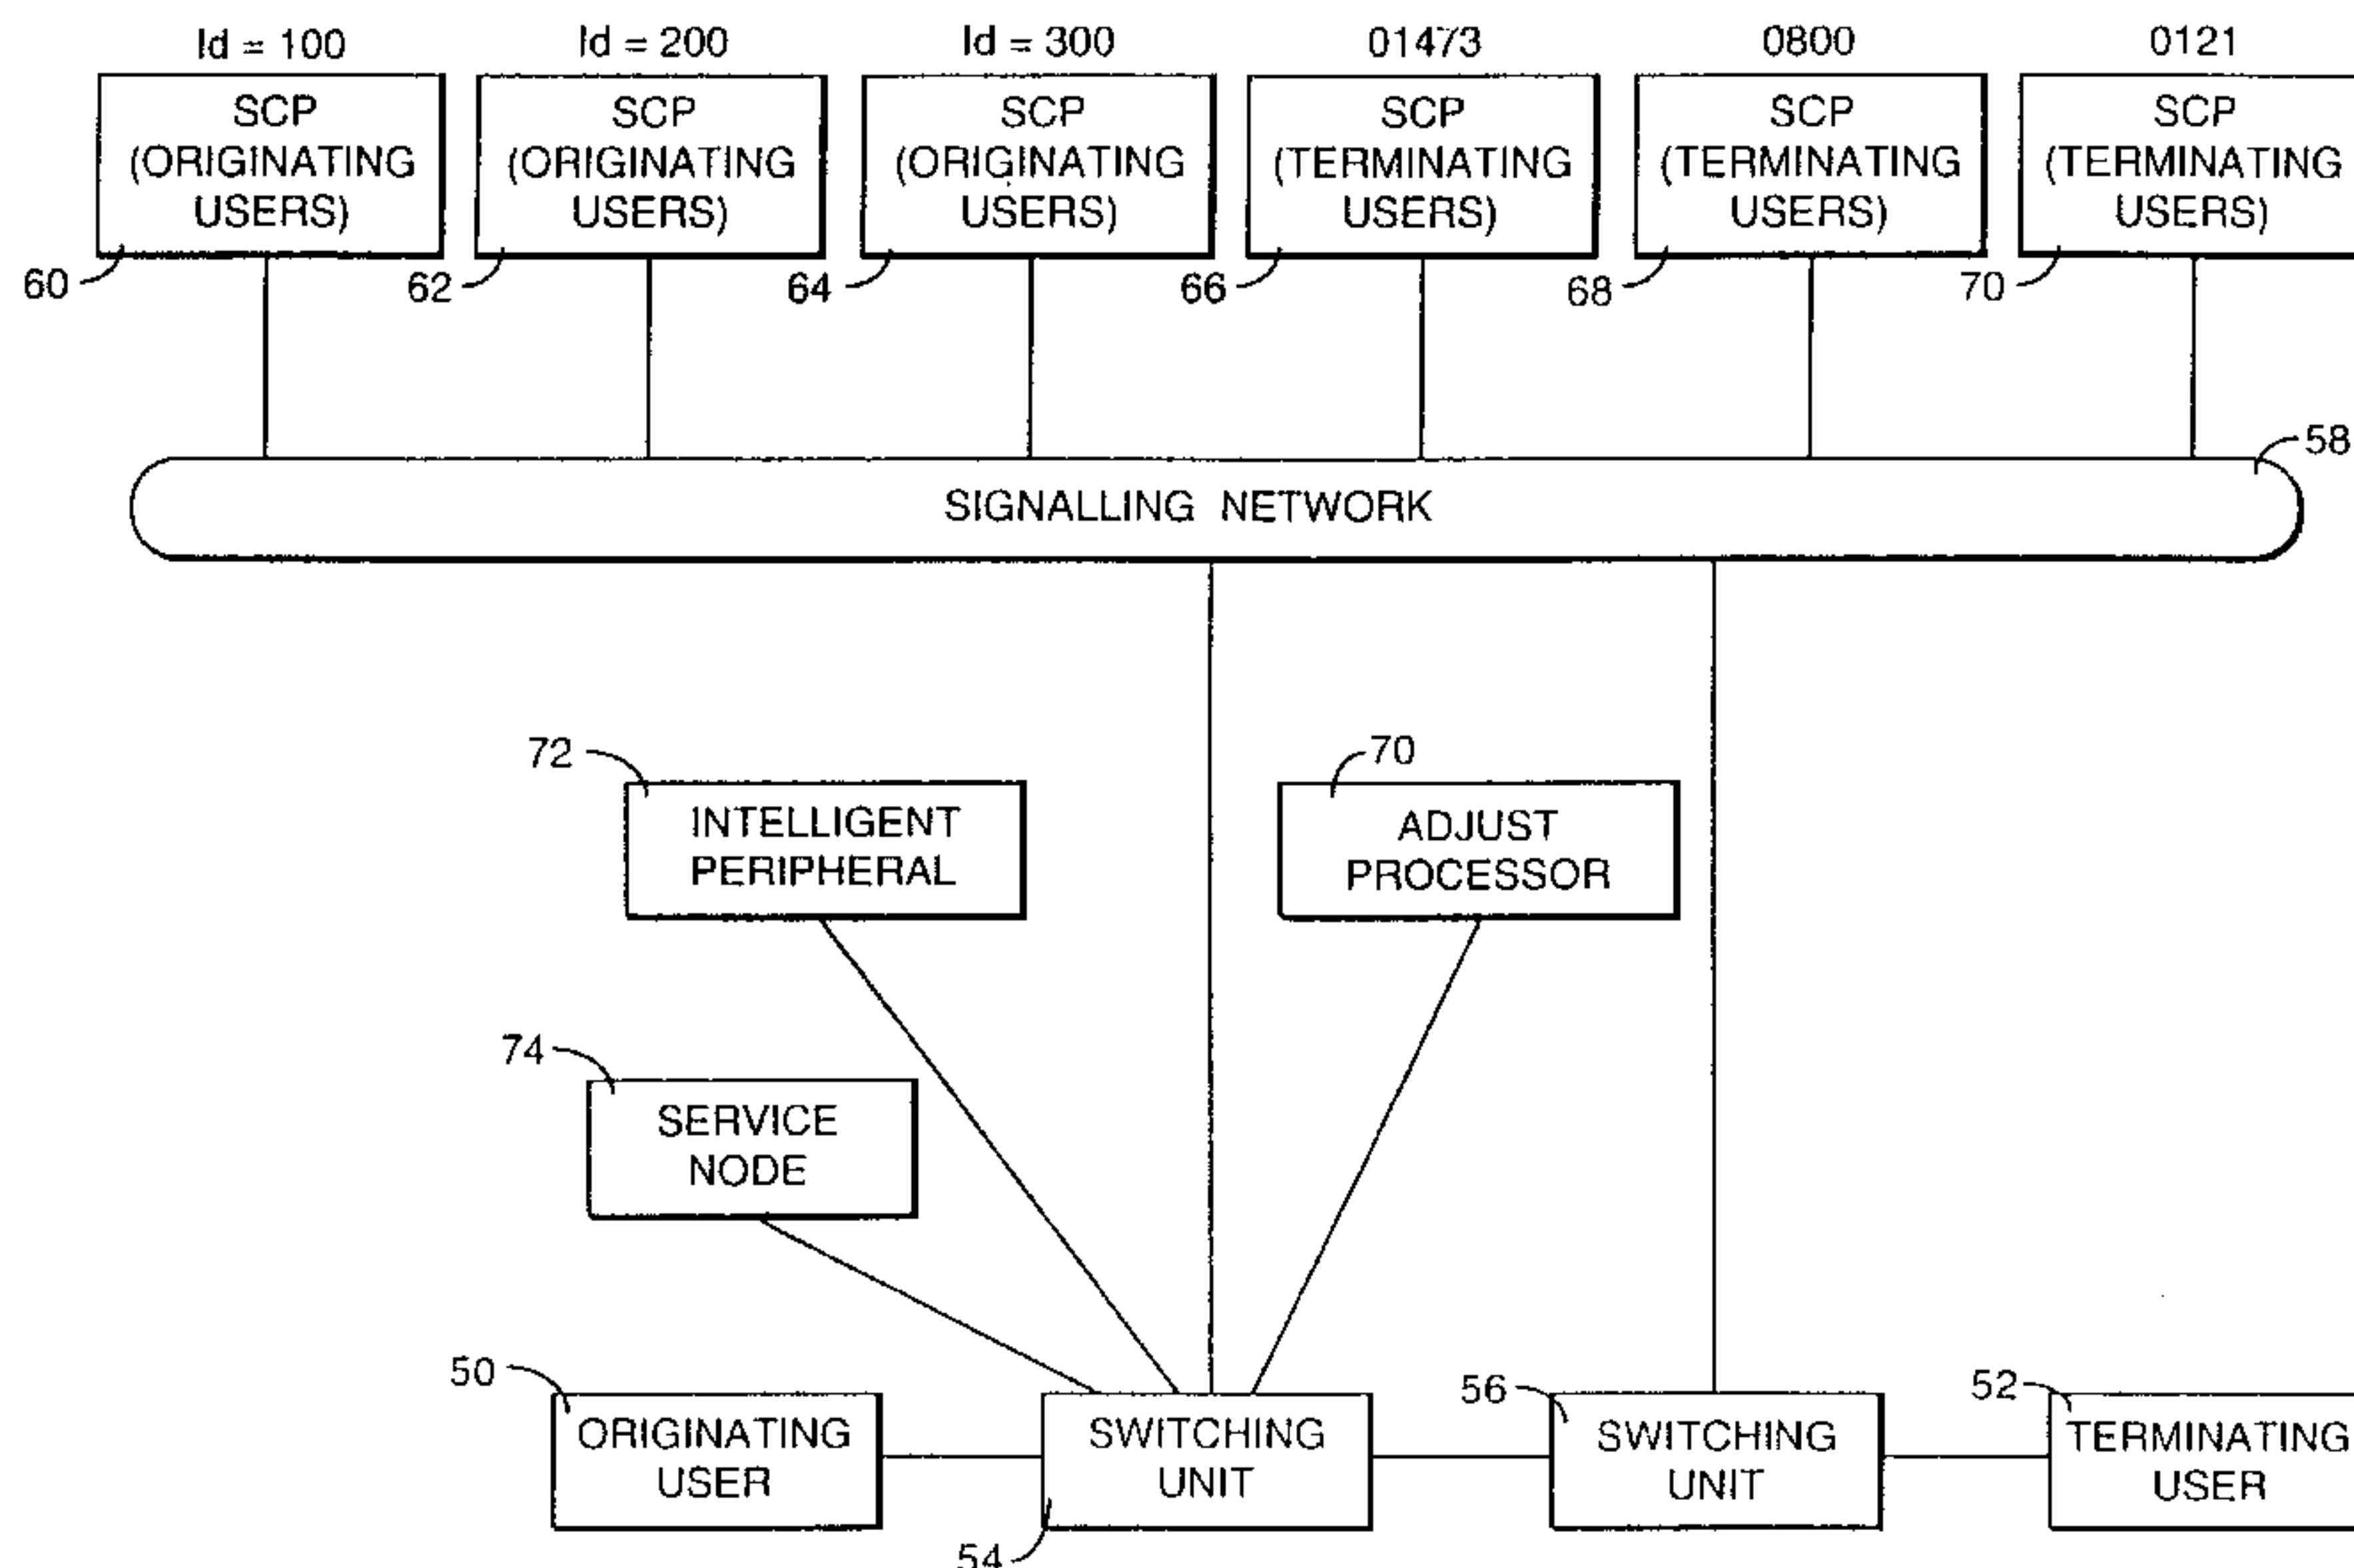 Id = 100
Id = 200
Id = 300
01473
0800
0121
SCP
(ORIGINATING
USERS)
SCP
(ORIGINATING
USERS)
SCP
(ORIGINATING
USERS)
SCP
(TERMINATING
USERS)
SCP
(TERMINATING
USERS)
SCP
(TERMINATING
USERS)
60
62
64
66
68
70
58
SIGNALLING NETWORK
72
INTELLIGENT
PERIPHERAL
70
ADJUST
PROCESSOR
74
SERVICE
NODE
50
ORIGINATING
USER
SWITCHING
UNIT
54
56
SWITCHING
UNIT
52
TERMINATING
USER